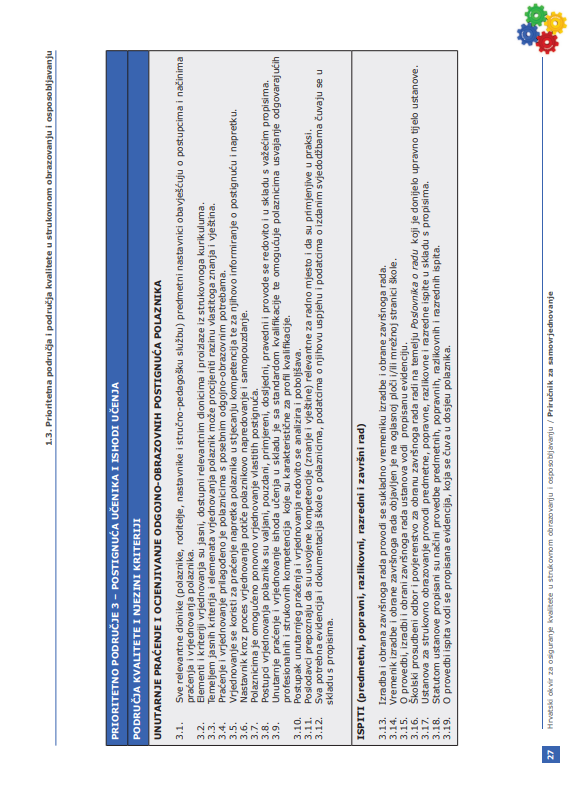 1.3. Prioritetna područja i područja kvalitete u strukovnom obrazovanju i osposobljavanju
PRIORITETNO PODRUČJE 3 – POSTIGNUĆA UČENIKA I ISHODI UČENJA
PODRUČJA KVALITETE I NJEZINI KRITERIJI
UNUTARNJE PRAĆENJE I OCJENJIVANJE ODGOJNO-OBRAZOVNIH POSTIGNUĆA POLAZNIKA
3.1. Sve relevantne dionike (polaznike, roditelje, nastavnike i stručno-pedagošku službu) predmetni nastavnici obavješćuju o postupcima i načinima
praćenja i vrjednovanja polaznika.
3.2. Elementi i kriteriji vrjednovanja su jasni, dostupni relevantnim dionicima i proizlaze iz strukovnoga kurikuluma.
3.3. Temeljem jasnih kriterija i elemenata vrjednovanja polaznik može procijeniti razinu vlastitoga znanja i vještina.
3.4. Praćenje i vrjednovanje prilagođeno je polaznicima s posebnim odgojno-obrazovnim potrebama.
3.5. Vrjednovanje se koristi za praćenje napretka polaznika u stjecanju kompetencija te za njihovo informiranje o postignuću i napretku.
3.6. Nastavnik kroz proces vrjednovanja potiče polaznikovo napredovanje i samopouzdanje.
3.7. Polaznicima je omogućeno ponovno vrjednovanje vlastitih postignuća.
3.8. Postupci vrjednovanja polaznika su valjani, pouzdani, primjereni, dosljedni, pravedni i provode se redovito i u skladu s važećim propisima.
3.9. Unutarnje praćenje i vrjednovanje ishoda učenja u skladu je sa standardom kvalifikacije te omogućuje polaznicima usvajanje odgovarajućih
profesionalnih i strukovnih kompetencija koje su karakteristične za profil kvalifikacije.
3.10. Postupak unutarnjeg praćenja i vrjednovanja redovito se analizira i poboljšava.
3.11. Poslodavci prepoznaju da su usvojene kompetencije (znanje i vještine) relevantne za radno mjesto i da su primjenjive u praksi.
3.12. Sva potrebna evidencija i dokumentacija škole o polaznicima, podatcima o njihovu uspjehu i podatcima o izdanim svjedodžbama čuvaju se u
skladu s propisima.
ISPITI (predmetni, popravni, razlikovni, razredni i završni rad)
3.13. Izradba i obrana završnoga rada provodi se sukladno vremeniku izradbe i obrane završnoga rada.
3.14. Vremenik izradbe i obrane završnoga rada objavljen je na oglasnoj ploči i/ili mrežnoj stranici škole.
3.15. O provedbi, izradbi i obrani završnoga rada ustanova vodi propisanu evidenciju.
3.16. Školski prosudbeni odbor i povjerenstvo za obranu završnoga rada radi na temelju Poslovnika o radu koji je donijelo upravno tijelo ustanove.
3.17. Ustanova za strukovno obrazovanje provodi predmetne, popravne, razlikovne i razredne ispite u skladu s propisima.
3.18. Statutom ustanove propisani su načini provedbe predmetnih, popravnih, razlikovnih i razrednih ispita.
3.19. O provedbi ispita vodi se propisana evidencija, koja se čuva u dosjeu polaznika.
27 Hrvatski okvir za osiguranje kvalitete u strukovnom obrazovanju i osposobljavanju / Priručnik za samovrjednovanje